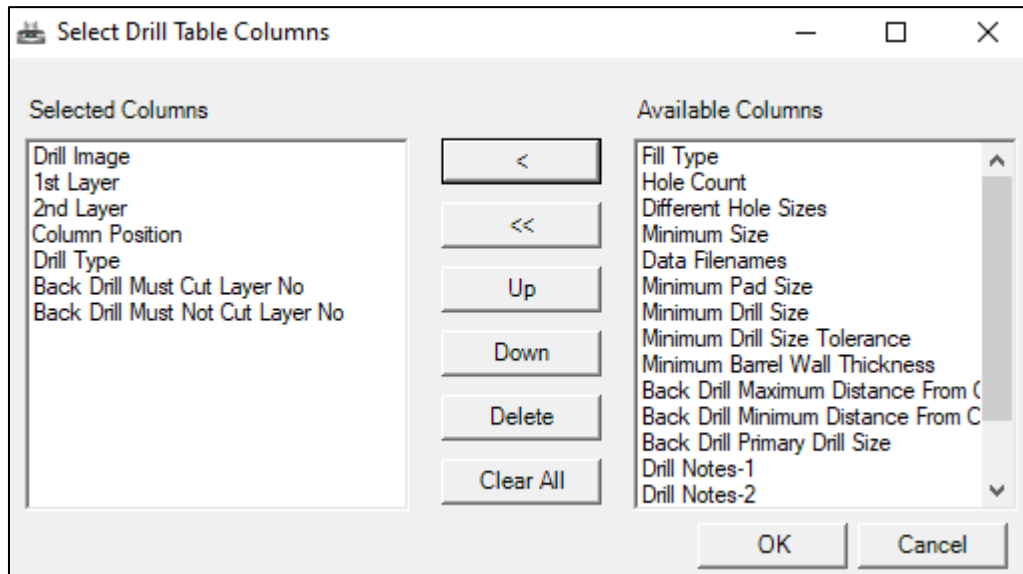 Select Drill Table Columns
Selected Columns
Drill Image
1st Layer
2nd Layer
Column Position
Drill Type
Back Drill Must Cut Layer No
Back Drill Must Not Cut Layer No
<
<<
Up
Down
Delete
Clear All
Available Columns
Fill Type
Hole Count
Different Hole Sizes
Minimum Size
Data Filenames
Minimum Pad Size
Minimum Drill Size
Minimum Drill Size Tolerance
Minimum Barrel Wall Thickness
Back Drill Maximum Distance From
Back Drill Minimum Distance From C
Back Drill Primary Drill Size
Drill Notes-1
Drill Notes-2
OK
Cancel